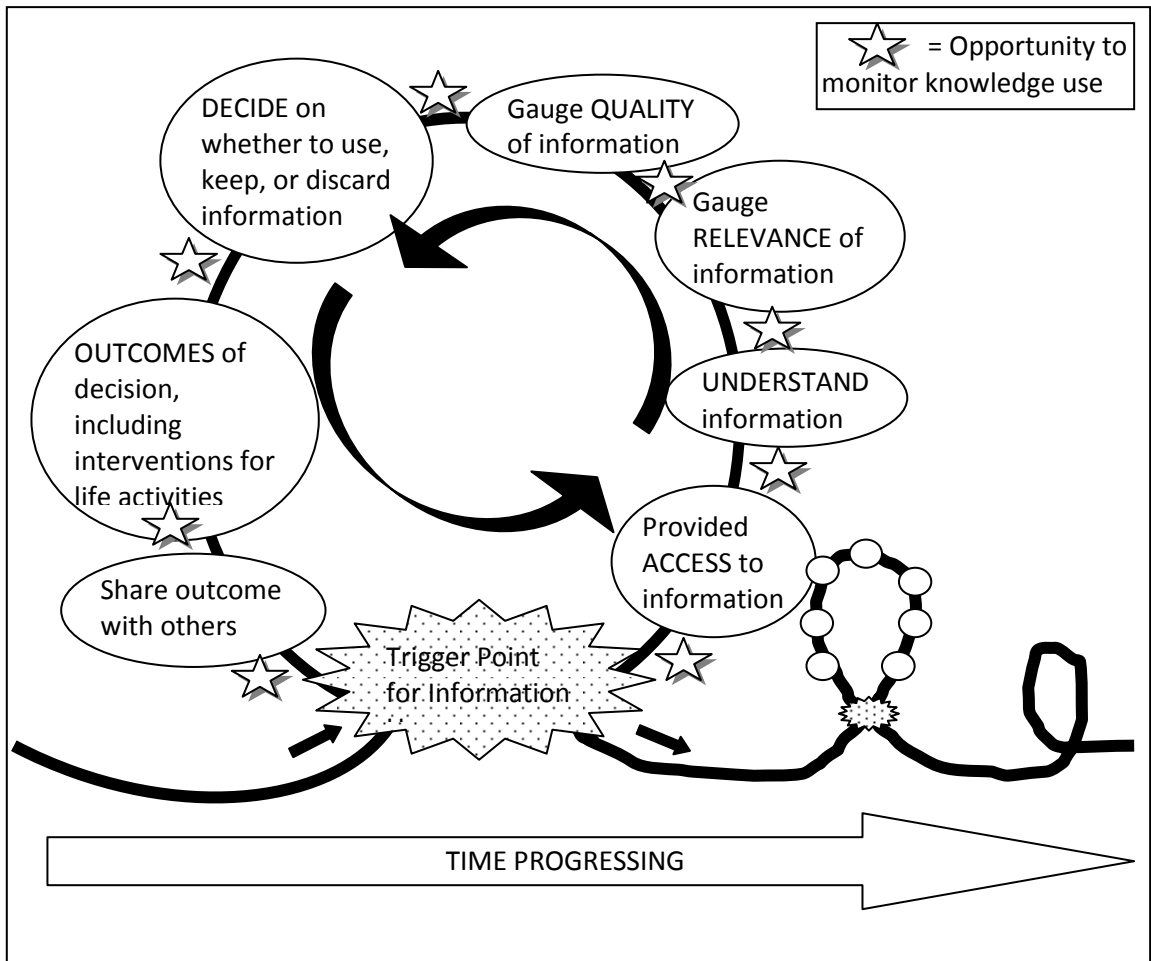 = Opportunity to
monitor knowledge use
DECIDE on
whether to use,
keep, or discard
information
Gauge QUALITY
of information
Gauge
RELEVANCE of
information
UNDERSTAND
information
Provided
ACCESS to
information
OUTCOMES of
decision,
including
interventions for
life activities
Share outcome
with others
Trigger Point
for Information
TIME PROGRESSING